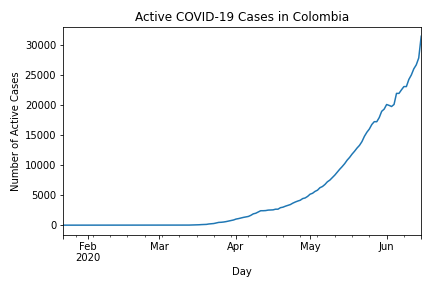 Active COVID-19 Cases in Colombia
Number of Active Cases
30000
25000
20000
15000
10000
5000
0
Feb
2020
Mar
Apr
May
Jun
Day